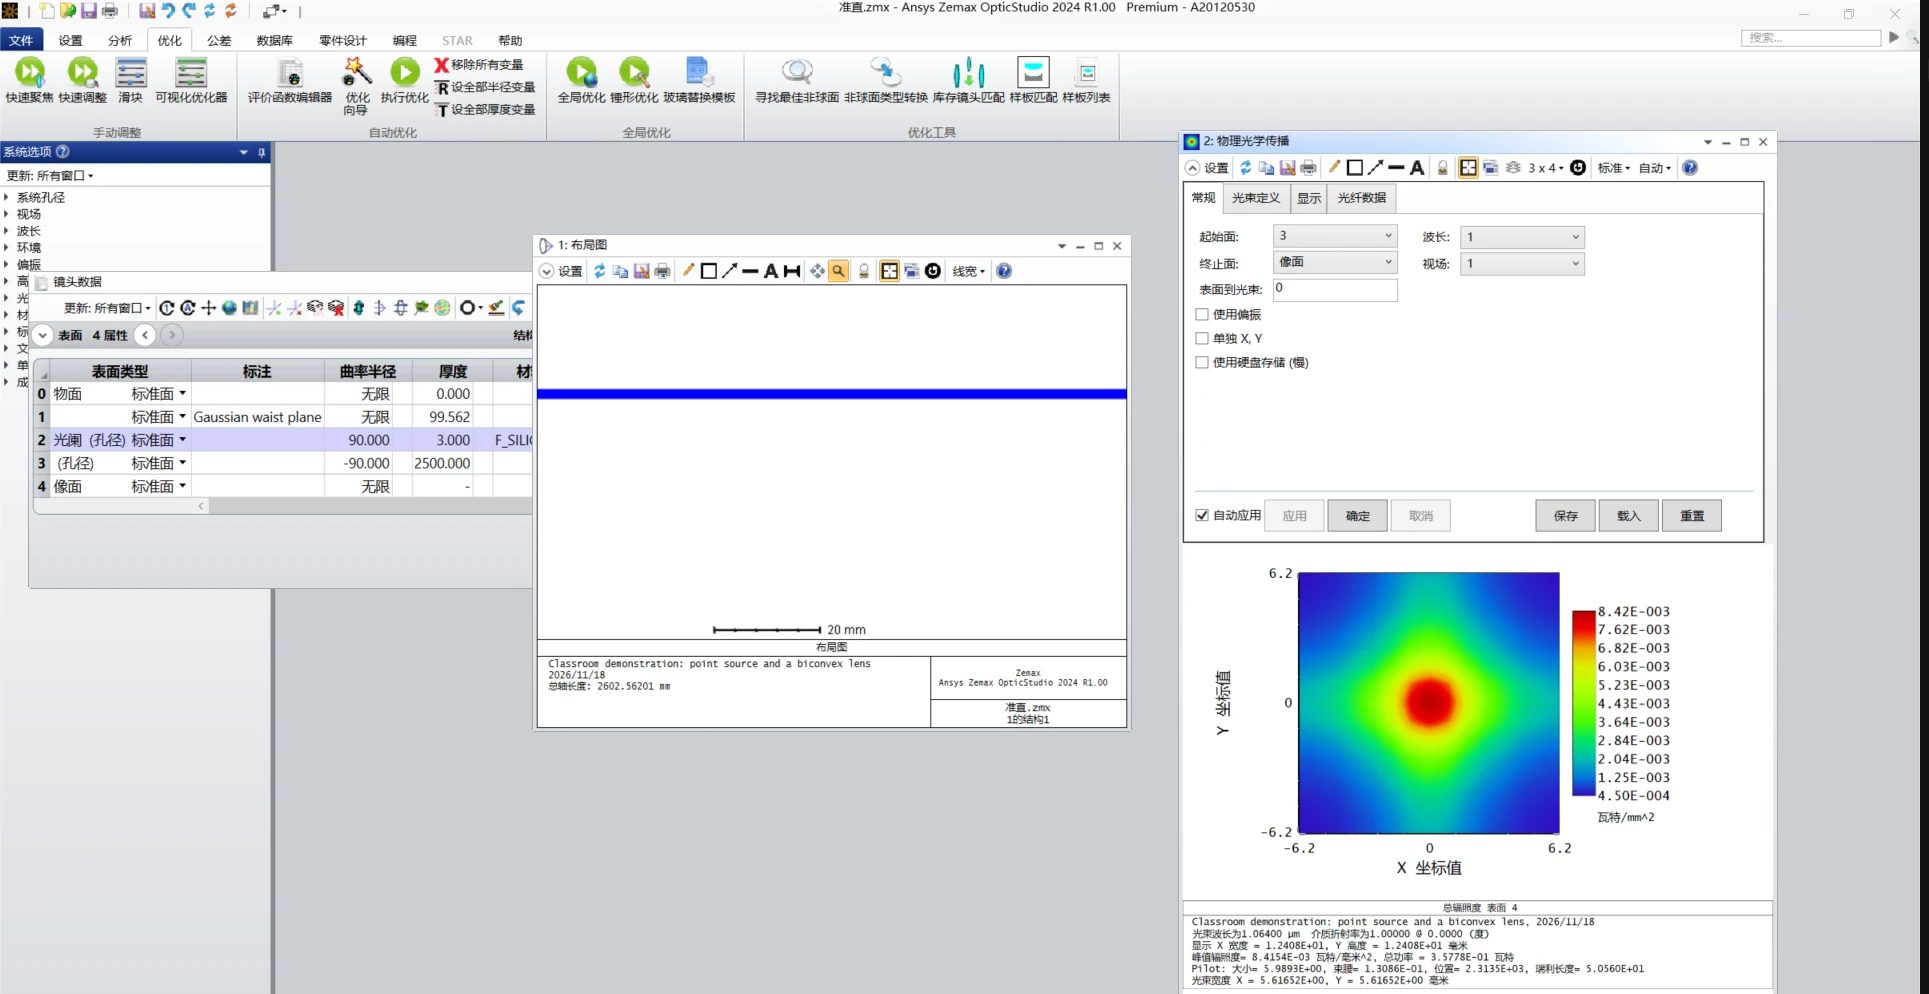 准直.zmx - Ansys Zemax OpticStudio 2024 R1.00 Premium - A20120530
文件 设置 分析 优化 公差 数据库 零件设计 编程 STAR 帮助
搜索...
快速聚焦 快速调整 滑块 可视化优化器
手动调整
评价函数编辑器 优化向导 执行优化
移除所有变量
设全部半径变量
设全部厚度变量
自动优化
全局优化 锤形优化 玻璃替换模板
全局优化
寻找最佳非球面 非球面类型转换 库存镜头匹配 样板匹配 样板列表
优化工具
系统选项
更新: 所有窗口
系统孔径
视场
波长
环境
偏振
高
光
材
标
文
单
成
镜头数据
更新: 所有窗口
表面 4 属性 结构
表面类型 标注 曲率半径 厚度 材
0 物面 标准面 无限 0.000
1 标准面 Gaussian waist plane 无限 99.562
2 光阑 (孔径) 标准面 90.000 3.000 F_SILI
3 (孔径) 标准面 -90.000 2500.000
4 像面 标准面 无限 -
1: 布局图
设置 线宽
20 mm
布局图
Classroom demonstration: point source and a biconvex lens
2026/11/18
总轴长度: 2602.56201 mm
Zemax
Ansys Zemax OpticStudio 2024 R1.00
准直.zmx
1的结构1
2: 物理光学传播
设置 3 x 4 标准 自动
常规 光束定义 显示 光纤数据
起始面: 3 波长: 1
终止面: 像面 视场: 1
表面到光束: 0
使用偏振
单独 X, Y
使用硬盘存储 (慢)
自动应用 应用 确定 取消 保存 载入 重置
6.2
0
-6.2
Y 坐标值
-6.2 0 6.2
X 坐标值
8.42E-003
7.62E-003
6.82E-003
6.03E-003
5.23E-003
4.43E-003
3.64E-003
2.84E-003
2.04E-003
1.25E-003
4.50E-004
瓦特/mm^2
总辐照度 表面 4
Classroom demonstration: point source and a biconvex lens, 2026/11/18
光束波长为1.06400 µm 介质折射率为1.00000 @ 0.0000 (度)
显示 X 宽度 = 1.2408E+01, Y 高度 = 1.2408E+01 毫米
峰值辐照度= 8.4154E-03 瓦特/毫米^2, 总功率 = 3.5778E-01 瓦特
Pilot: 大小= 5.9893E+00, 束腰= 1.3086E-01, 位置= 2.3135E+03, 瑞利长度= 5.0560E+01
光束宽度 X = 5.61652E+00, Y = 5.61652E+00 毫米